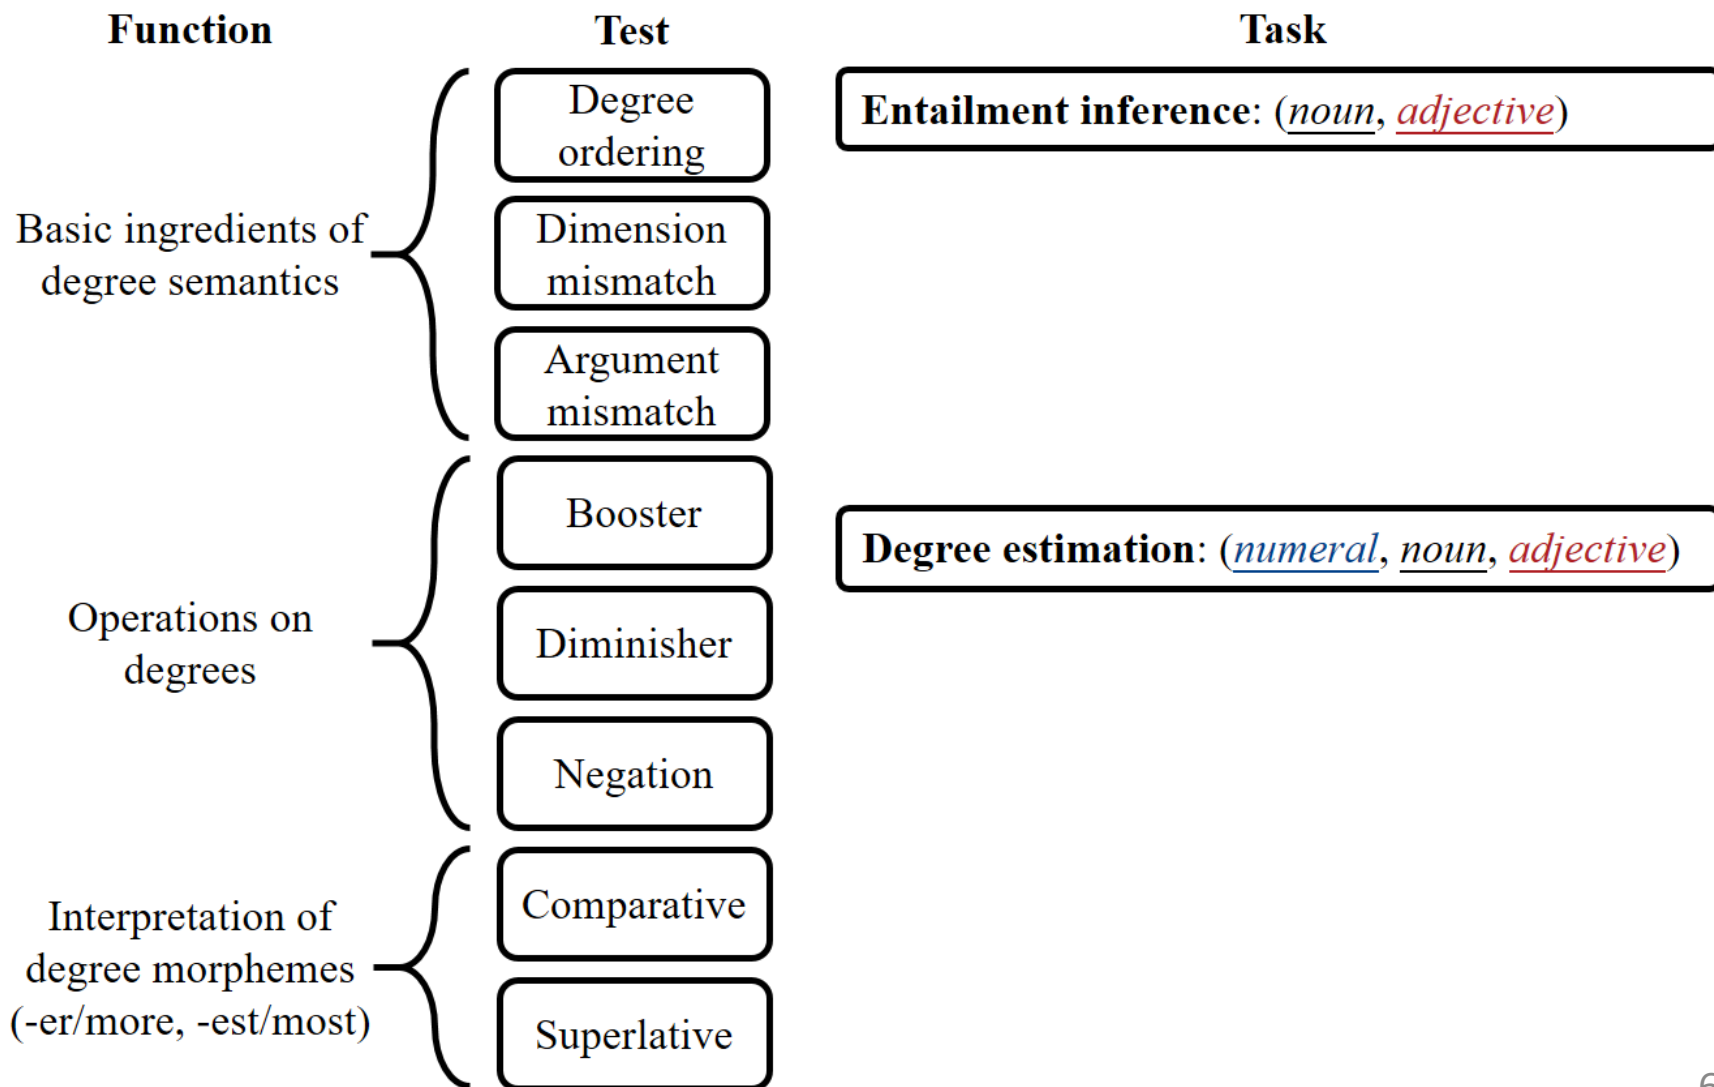 Function
Test
Task
Degree
ordering
Entailment inference: (noun, adjective)
Basic ingredients of
degree semantics
Dimension
mismatch
Argument
mismatch
Booster
Degree estimation: (numeral, noun, adjective)
Operations on
degrees
Diminisher
Negation
Interpretation of
degree morphemes
(-er/more, -est/most)
Comparative
Superlative